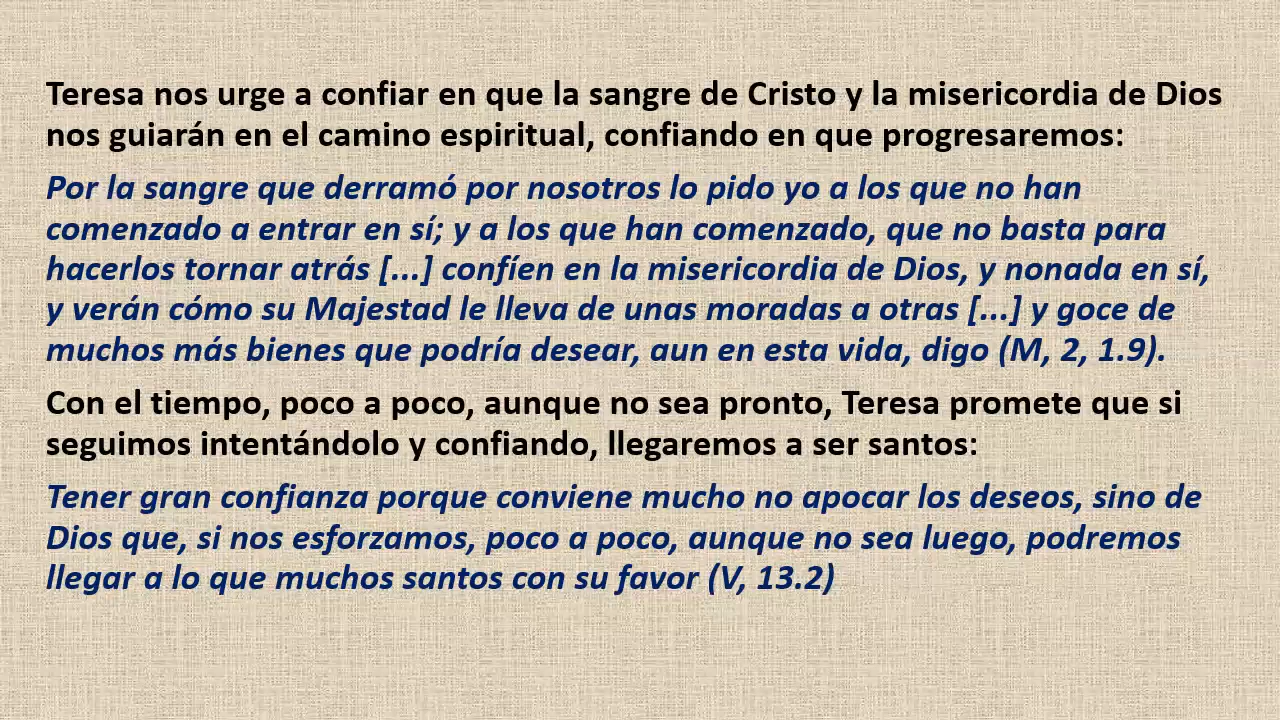 Teresa nos urge a confiar en que la sangre de Cristo y la misericordia de Dios
nos guiarán en el camino espiritual, confiando en que progresaremos:
Por la sangre que derramó por nosotros lo pido yo a los que no han
comenzado a entrar en sí; y a los que han comenzado, que no basta para
hacerlos tornar atrás [...] confíen en la misericordia de Dios, y nonada en sí,
y verán cómo su Majestad le lleva de unas moradas a otras [...] y goce de
muchos más bienes que podría desear, aun en esta vida, digo (M, 2, 1.9).
Con el tiempo, poco a poco, aunque no sea pronto, Teresa promete que si
seguimos intentándolo y confiando, llegaremos a ser santos:
Tener gran confianza porque conviene mucho no apocar los deseos, sino de
Dios que, si nos esforzamos, poco a poco, aunque no sea luego, podremos
llegar a lo que muchos santos con su favor (V, 13.2)